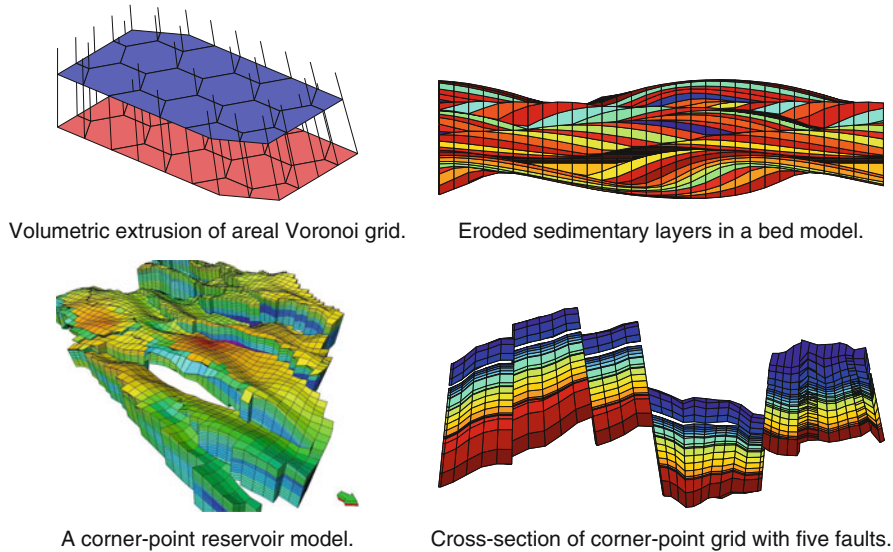 Volumetric extrusion of areal Voronoi grid.
Eroded sedimentary layers in a bed model.
A corner-point reservoir model.
Cross-section of corner-point grid with five faults.